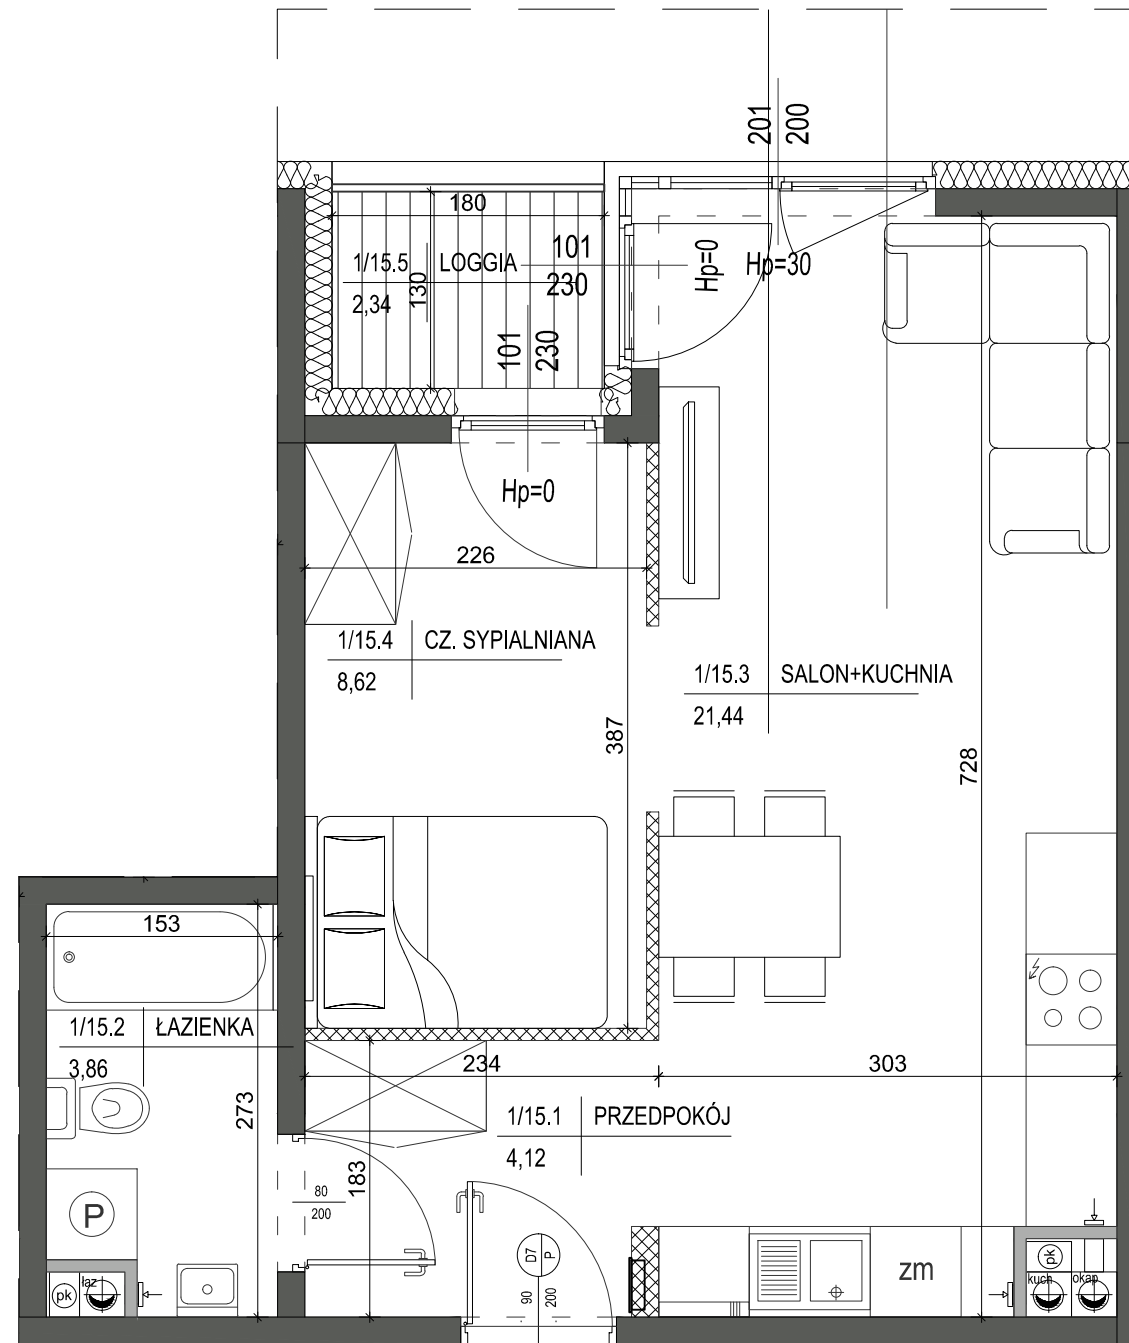 201
200
180
1/15.5 LOGGIA
2,34
130
101
230
Hp=0
Hp=30
101
230
Hp=0
226
1/15.4 CZ. SYPIALNIANA
8,62
1/15.3 SALON+KUCHNIA
21,44
387
728
153
1/15.2 ŁAZIENKA
3,86
273
234
303
1/15.1 PRZEDPOKÓJ
4,12
183
80
200
P
D7
P
90
200
zm
pk
łaz
pk
kuch
okap